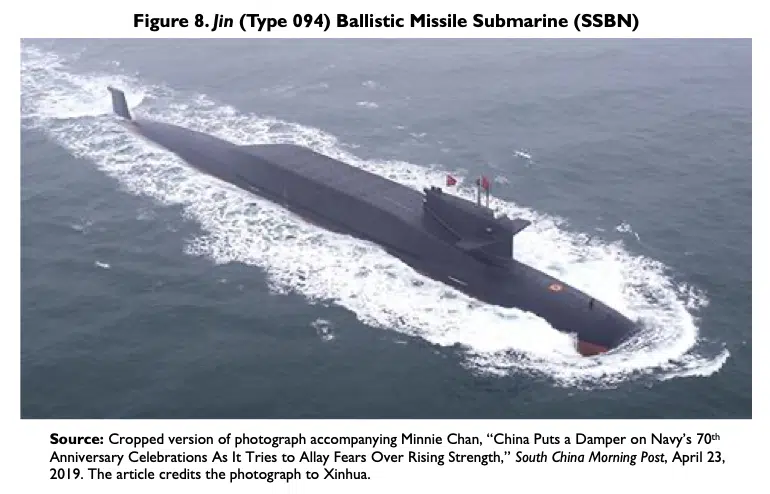 Figure 8. Jin (Type 094) Ballistic Missile Submarine (SSBN)
Source: Cropped version of photograph accompanying Minnie Chan, “China Puts a Damper on Navy’s 70th
Anniversary Celebrations As It Tries to Allay Fears Over Rising Strength,” South China Morning Post, April 23,
2019. The article credits the photograph to Xinhua.